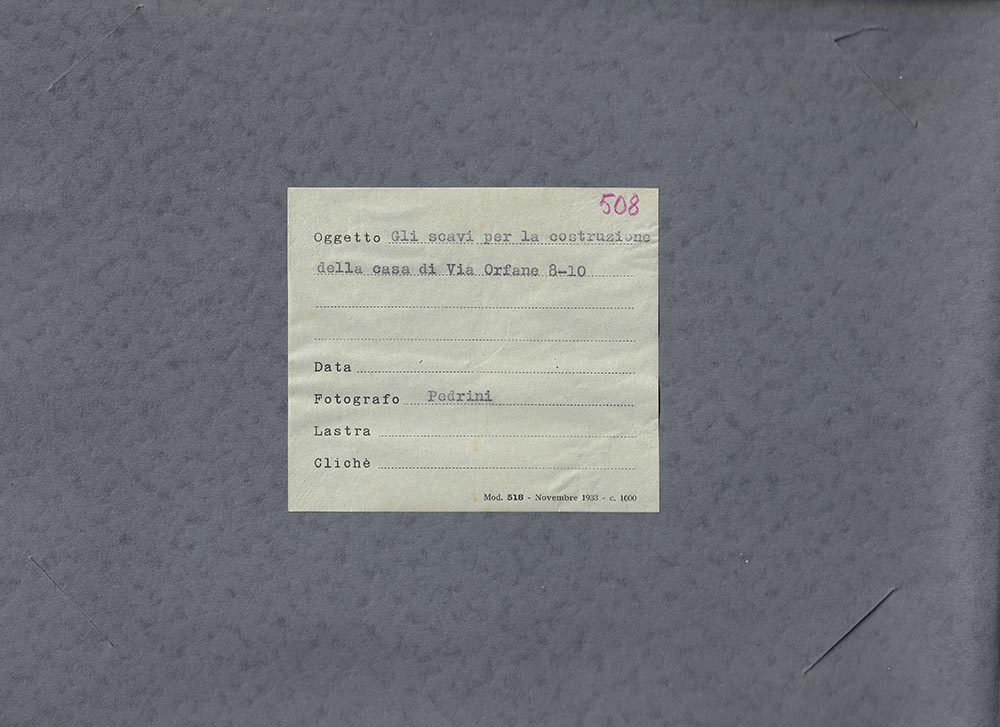 508
Oggetto Gli scavi per la costruzione
della casa di Via Orfane 8-10
Data
Fotografo Pedrini
Lastra
Clichè
Mod. 518 - Novembre 1933 - c. 1000